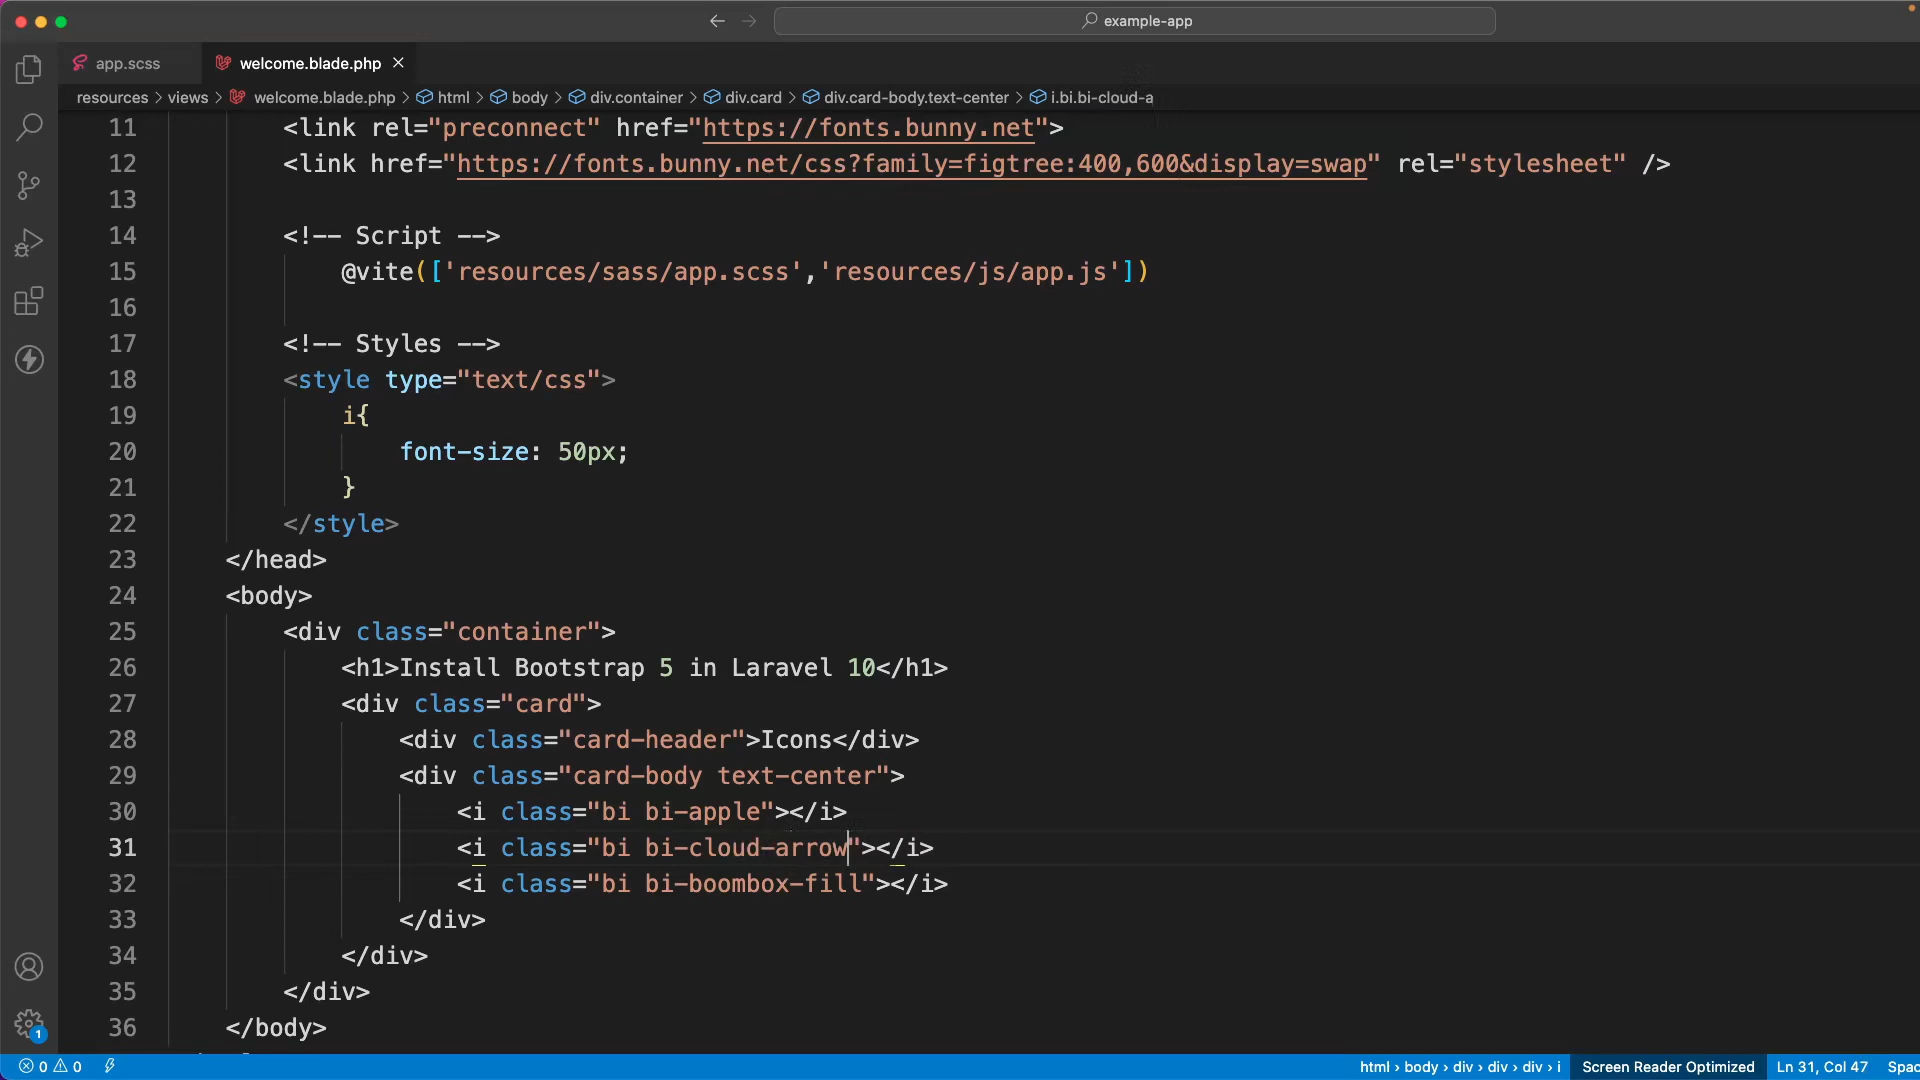 example-app
app.scss
welcome.blade.php
resources > views > welcome.blade.php > html > body > div.container > div.card > div.card-body.text-center > i.bi.bi-cloud-a
11 <link rel="preconnect" href="https://fonts.bunny.net">
12 <link href="https://fonts.bunny.net/css?family=figtree:400,600&display=swap" rel="stylesheet" />
13
14 <!-- Script -->
15 @vite(['resources/sass/app.scss','resources/js/app.js'])
16
17 <!-- Styles -->
18 <style type="text/css">
19 i{
20 font-size: 50px;
21 }
22 </style>
23 </head>
24 <body>
25 <div class="container">
26 <h1>Install Bootstrap 5 in Laravel 10</h1>
27 <div class="card">
28 <div class="card-header">Icons</div>
29 <div class="card-body text-center">
30 <i class="bi bi-apple"></i>
31 <i class="bi bi-cloud-arrow"></i>
32 <i class="bi bi-boombox-fill"></i>
33 </div>
34 </div>
35 </div>
36 </body>
1
0 0 html > body > div > div > div > i Screen Reader Optimized Ln 31, Col 47 Spac